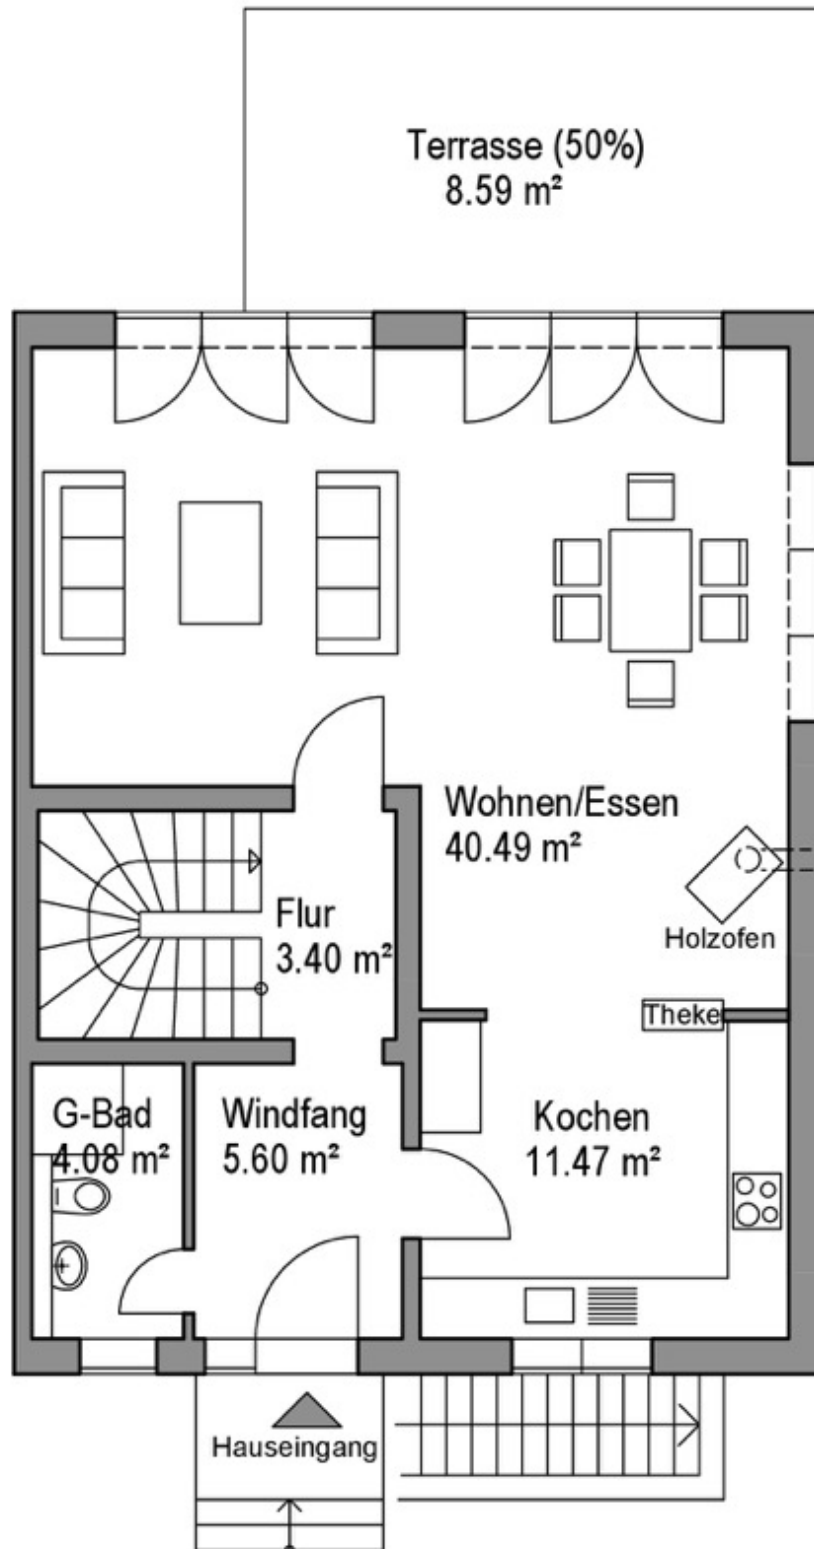 Terrasse (50%)
8.59 m²
Wohnen/Essen
40.49 m²
Holzofen
Flur
3.40 m²
Theke
G-Bad
4.08 m²
Windfang
5.60 m²
Kochen
11.47 m²
Hauseingang